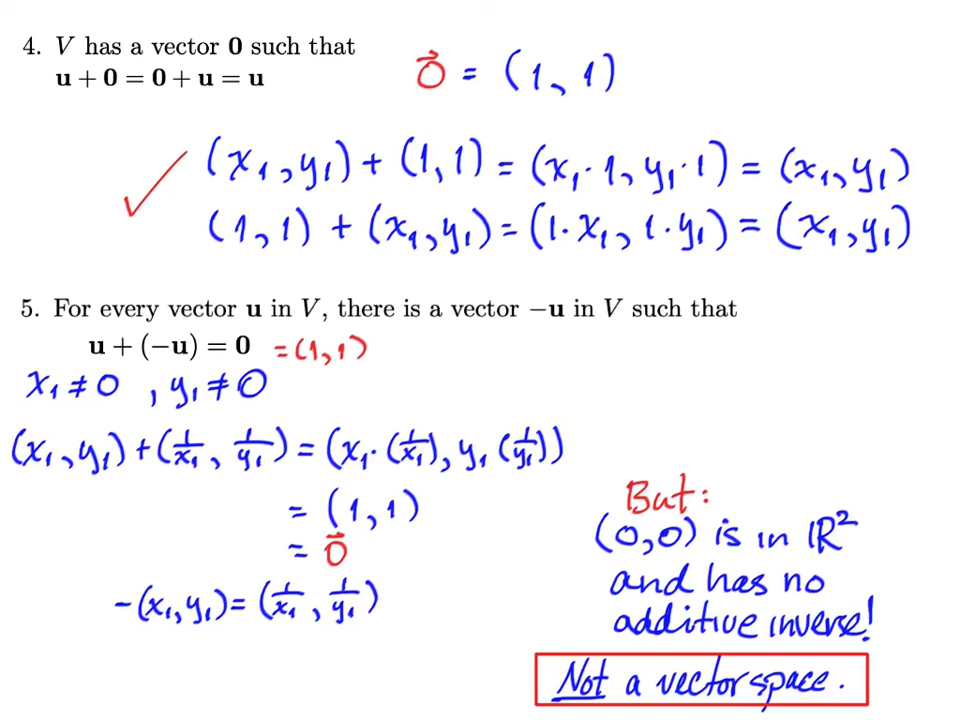 4. V has a vector 0 such that
u + 0 = 0 + u = u
0⃗ = (1, 1)
(x₁, y₁) + (1, 1) = (x₁·1, y₁·1) = (x₁, y₁)
✓ (1, 1) + (x₁, y₁) = (1·x₁, 1·y₁) = (x₁, y₁)
5. For every vector u in V, there is a vector −u in V such that
u + (−u) = 0 = (1, 1)
x₁ ≠ 0 , y₁ ≠ 0
(x₁, y₁) + (1/x₁, 1/y₁) = (x₁·(1/x₁), y₁(1/y₁))
= (1, 1)
= 0⃗
−(x₁, y₁) = (1/x₁, 1/y₁)
But:
(0,0) is in ℝ²
and has no
additive inverse!
Not a vector space.